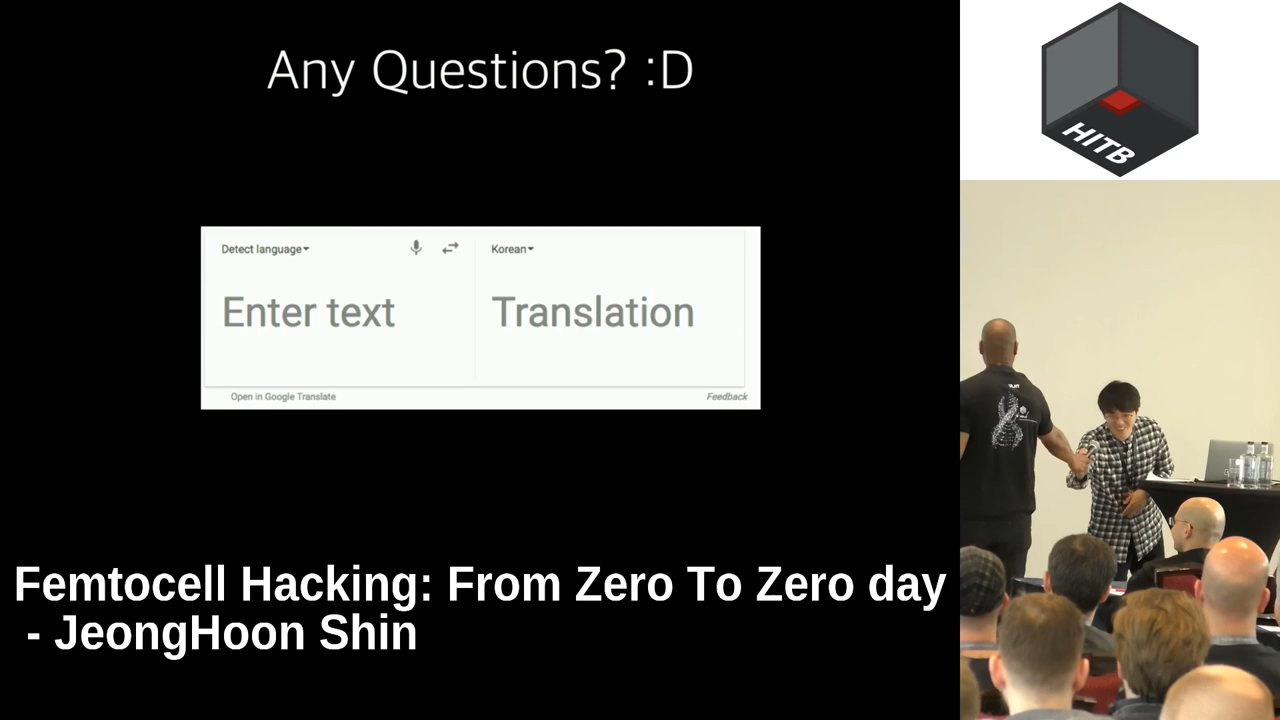 Any Questions? :D
HITB
Detect language
Korean
Enter text
Translation
Open in Google Translate
Feedback
Femtocell Hacking: From Zero To Zero day
- JeongHoon Shin